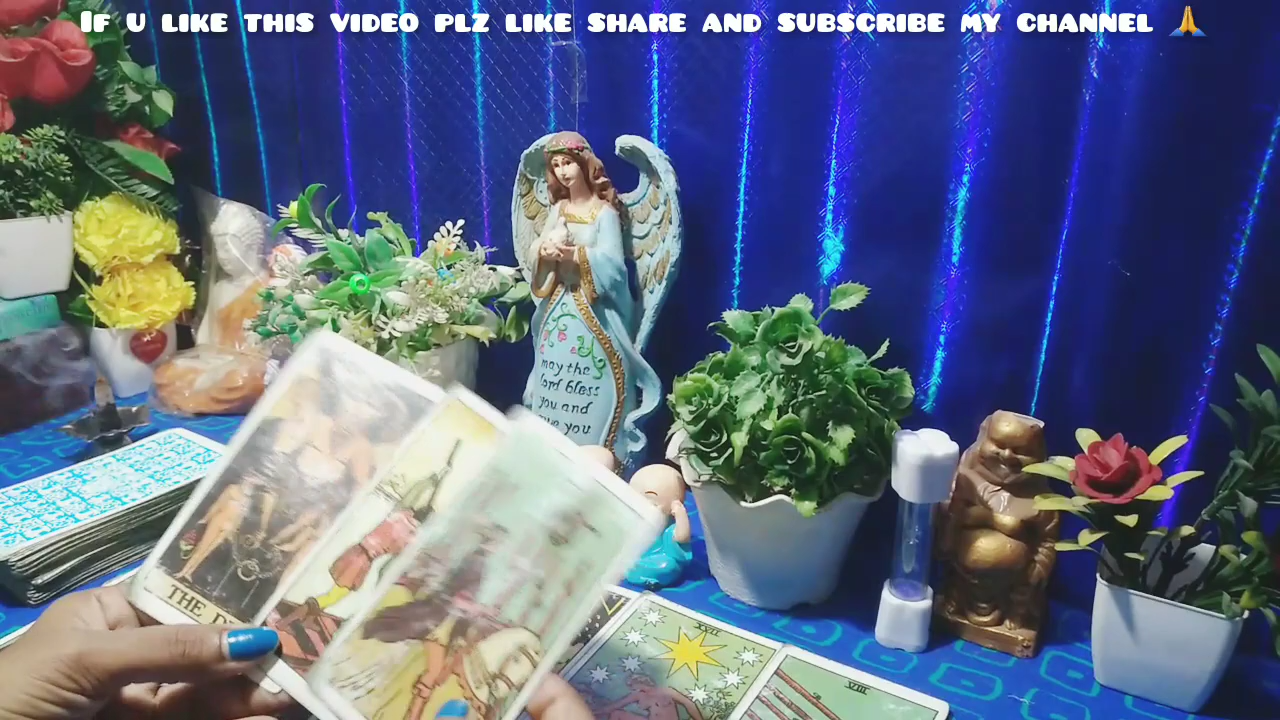 If u like this video plz like share and subscribe my channel 🙏
may the
lord bless
you and
you
THE
XVII
VIII